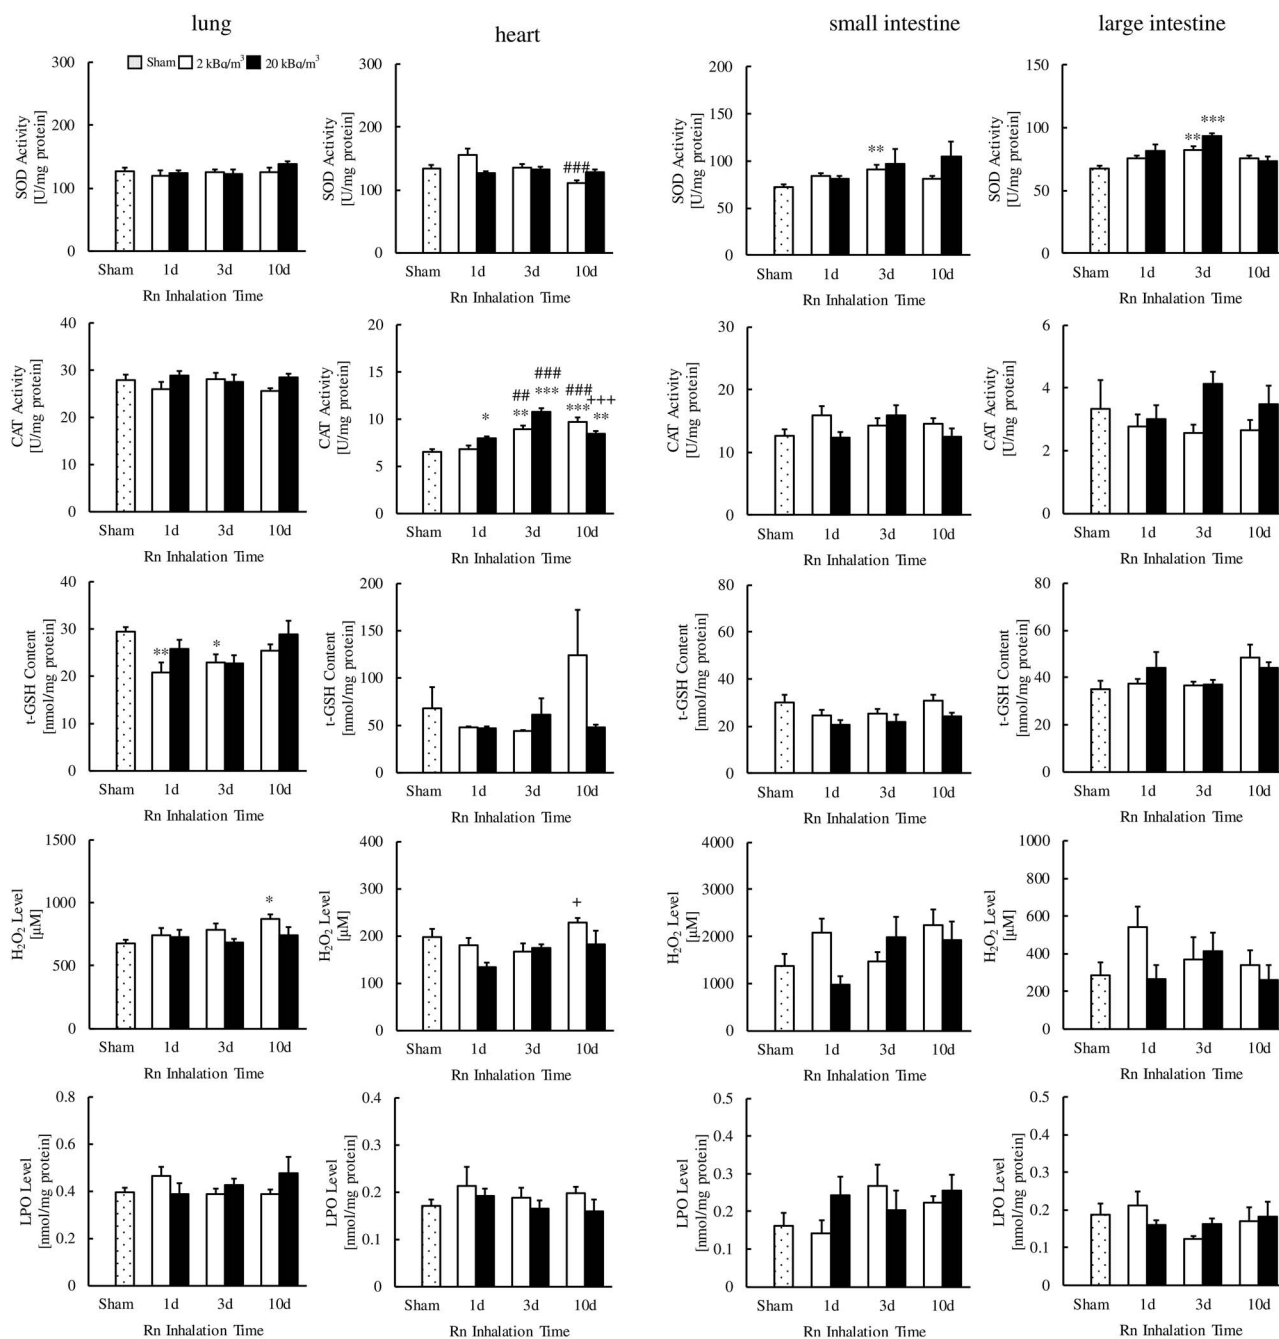 lung
heart
small intestine
large intestine
SOD Activity
[U/mg protein]
300
200
100
0
Sham 2 kBq/m³ 20 kBq/m³
Sham 1d 3d 10d
Rn Inhalation Time
SOD Activity
[U/mg protein]
300
200
100
0
###
Sham 1d 3d 10d
Rn Inhalation Time
SOD Activity
[U/mg protein]
200
150
100
50
0
**
Sham 1d 3d 10d
Rn Inhalation Time
SOD Activity
[U/mg protein]
150
100
50
0
***
**
Sham 1d 3d 10d
Rn Inhalation Time
CAT Activity
[U/mg protein]
40
30
20
10
0
Sham 1d 3d 10d
Rn Inhalation Time
CAT Activity
[U/mg protein]
20
15
10
5
0
###
## *** ### +++
* ** *** **
Sham 1d 3d 10d
Rn Inhalation Time
CAT Activity
[U/mg protein]
30
20
10
0
Sham 1d 3d 10d
Rn Inhalation Time
CAT Activity
[U/mg protein]
6
4
2
0
Sham 1d 3d 10d
Rn Inhalation Time
t-GSH Content
[nmol/mg protein]
40
30
20
10
0
** *
Sham 1d 3d 10d
Rn Inhalation Time
t-GSH Content
[nmol/mg protein]
200
150
100
50
0
Sham 1d 3d 10d
Rn Inhalation Time
t-GSH Content
[nmol/mg protein]
80
60
40
20
0
Sham 1d 3d 10d
Rn Inhalation Time
t-GSH Content
[nmol/mg protein]
80
60
40
20
0
Sham 1d 3d 10d
Rn Inhalation Time
H₂O₂ Level
[μM]
1500
1000
500
0
*
Sham 1d 3d 10d
Rn Inhalation Time
H₂O₂ Level
[μM]
400
300
200
100
0
+
Sham 1d 3d 10d
Rn Inhalation Time
H₂O₂ Level
[μM]
4000
3000
2000
1000
0
Sham 1d 3d 10d
Rn Inhalation Time
H₂O₂ Level
[μM]
1000
800
600
400
200
0
Sham 1d 3d 10d
Rn Inhalation Time
LPO Level
[nmol/mg protein]
0.8
0.6
0.4
0.2
0
Sham 1d 3d 10d
Rn Inhalation Time
LPO Level
[nmol/mg protein]
0.4
0.3
0.2
0.1
0
Sham 1d 3d 10d
Rn Inhalation Time
LPO Level
[nmol/mg protein]
0.5
0.4
0.3
0.2
0.1
0
Sham 1d 3d 10d
Rn Inhalation Time
LPO Level
[nmol/mg protein]
0.5
0.4
0.3
0.2
0.1
0
Sham 1d 3d 10d
Rn Inhalation Time